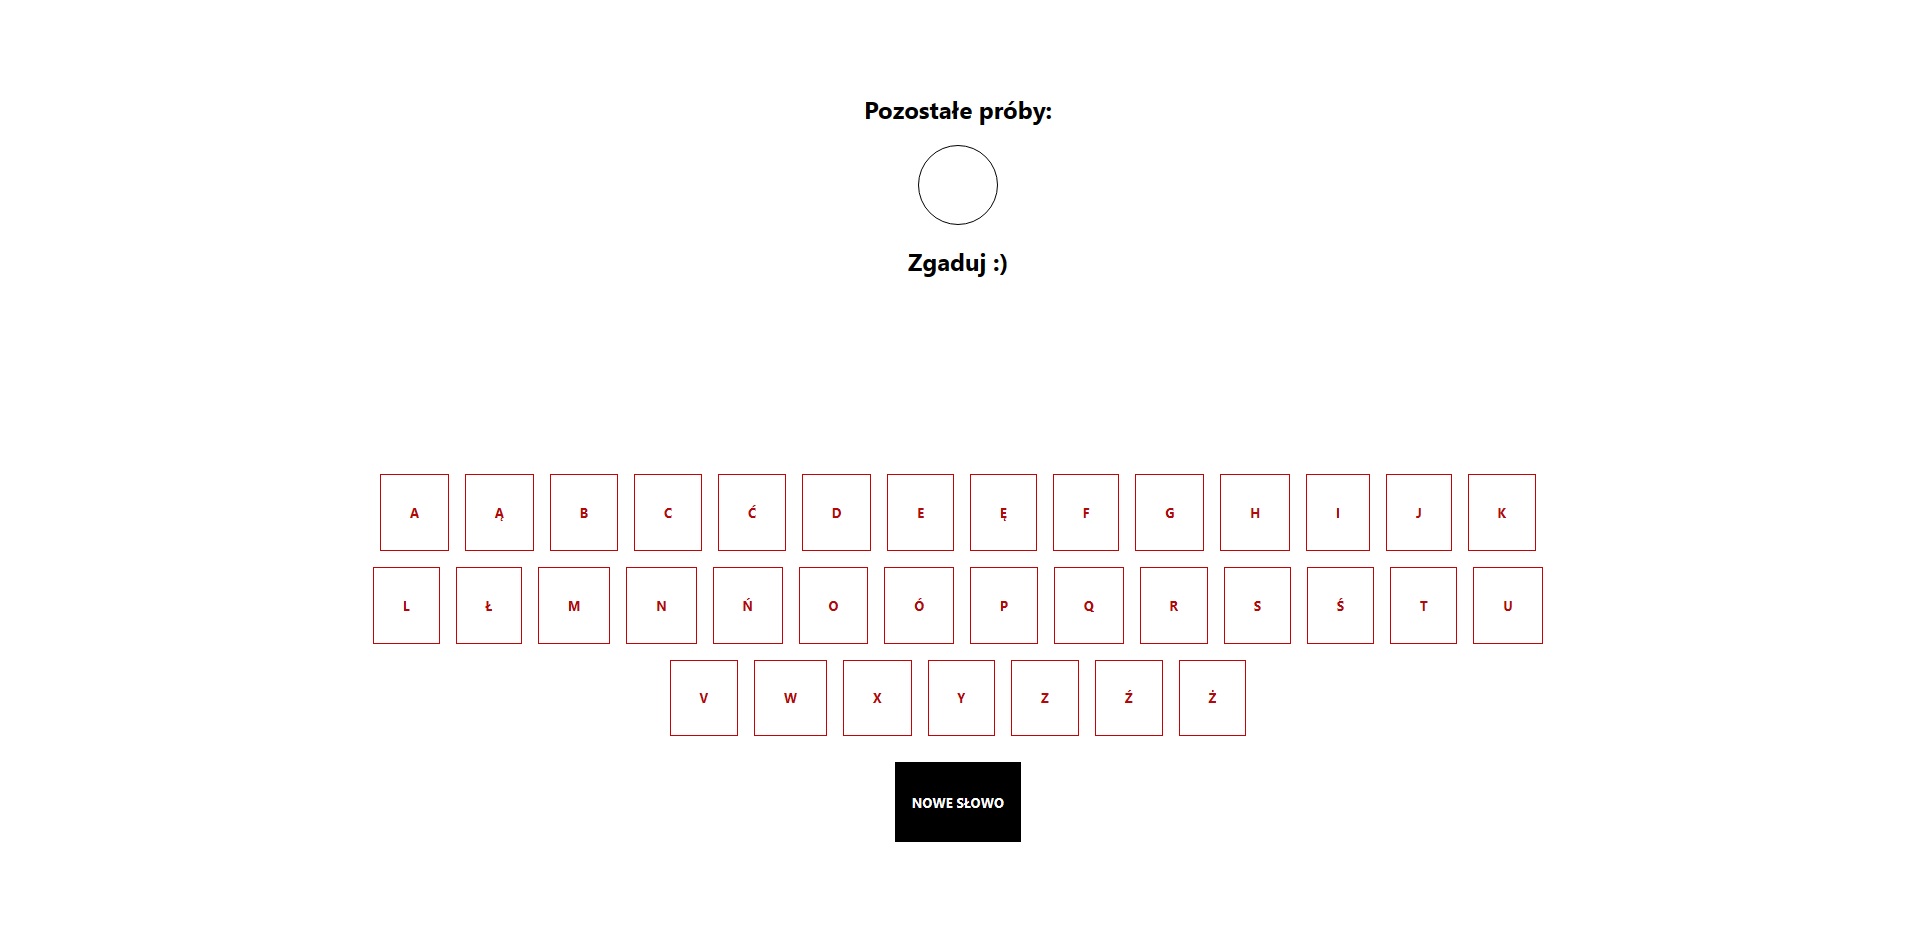 Pozostałe próby:
Zgaduj :)
A Ą B C Ć D E Ę F G H I J K
L Ł M N Ń O Ó P Q R S Ś T U
V W X Y Z Ź Ż
NOWE SŁOWO